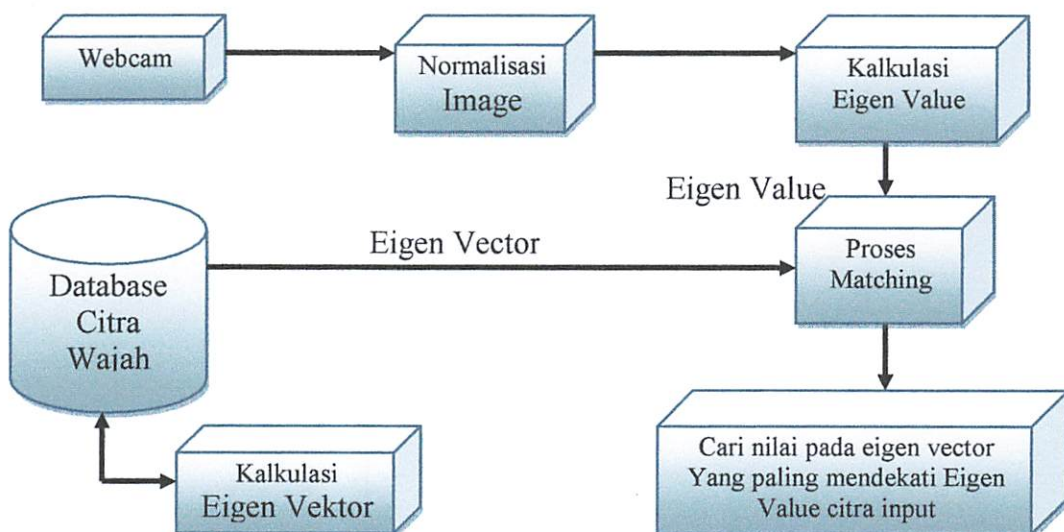 Webcam
Normalisasi
Image
Kalkulasi
Eigen Value
Eigen Value
Eigen Vector
Proses
Matching
Database
Citra
Wajah
Kalkulasi
Eigen Vektor
Cari nilai pada eigen vector
Yang paling mendekati Eigen
Value citra input